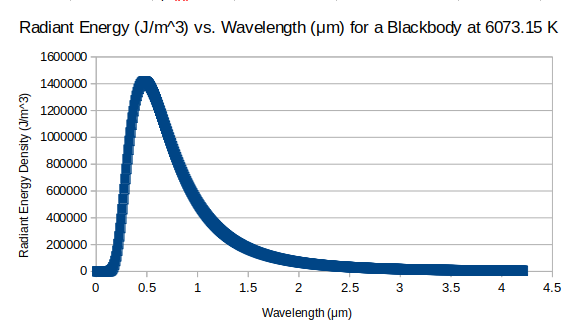 Radiant Energy (J/m^3) vs. Wavelength (μm) for a Blackbody at 6073.15 K
1600000
1400000
1200000
1000000
800000
600000
400000
200000
0
Radiant Energy Density (J/m^3)
0 0.5 1 1.5 2 2.5 3 3.5 4 4.5
Wavelength (μm)